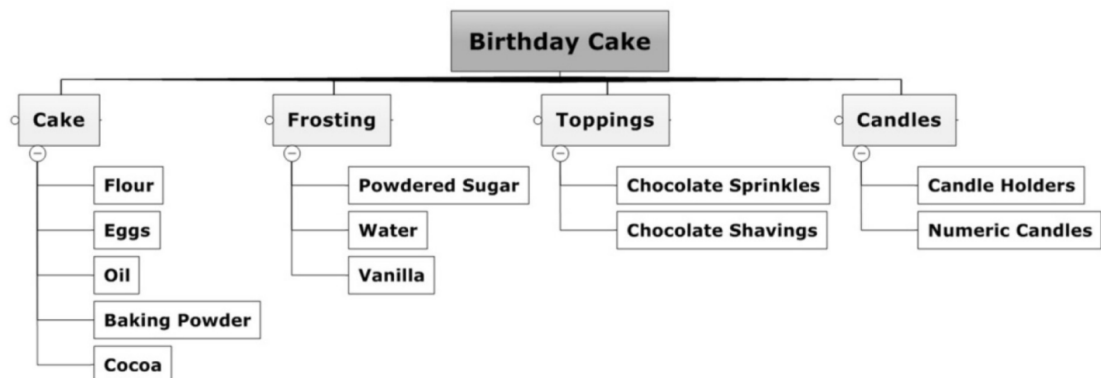 Birthday Cake
Cake
Flour
Eggs
Oil
Baking Powder
Cocoa
Frosting
Powdered Sugar
Water
Vanilla
Toppings
Chocolate Sprinkles
Chocolate Shavings
Candles
Candle Holders
Numeric Candles